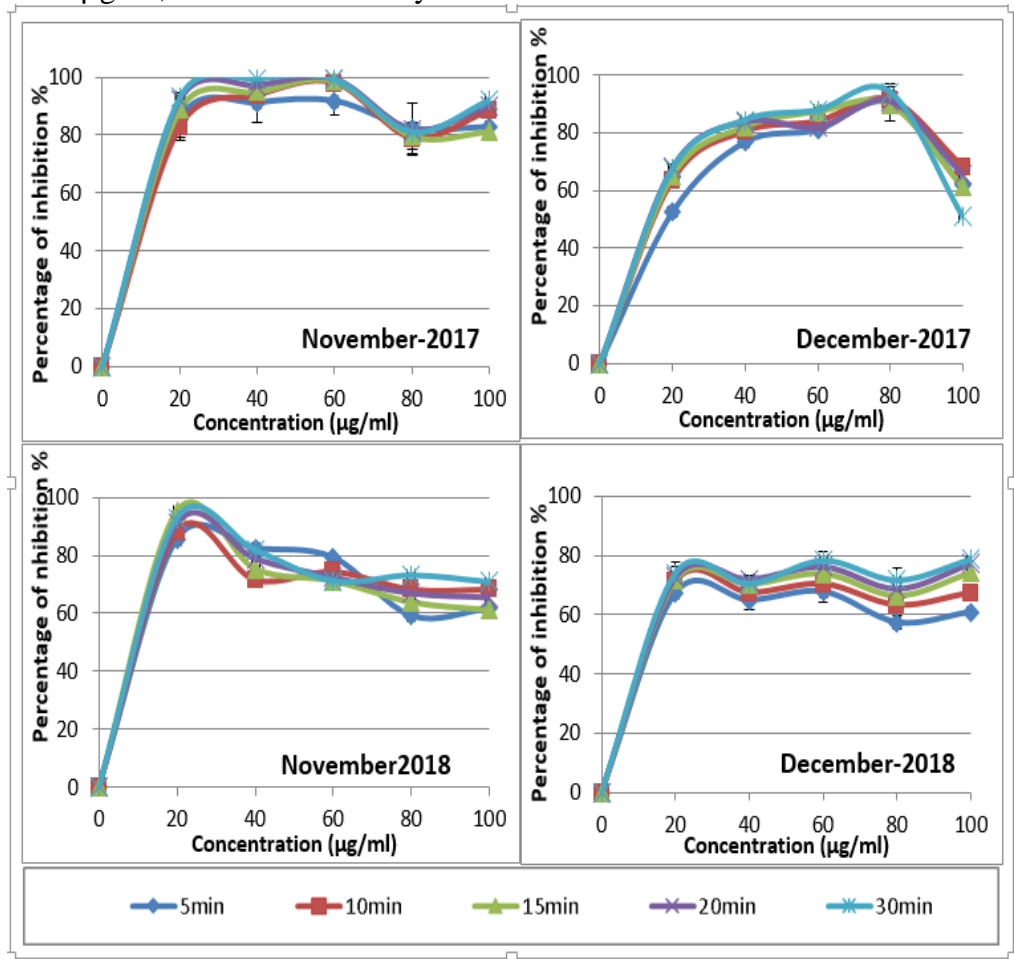 Percentage of inhibition %
100
80
60
40
20
0
0 20 40 60 80 100
November-2017
Concentration (µg/ml)
Percentage of inhibition %
100
80
60
40
20
0
0 20 40 60 80 100
December-2017
Concentration (µg/ml)
Percentage of nhibition %
100
80
60
40
20
0
0 20 40 60 80 100
November2018
Concentration (µg/ml)
Percentage of inhibition %
100
80
60
40
20
0
0 20 40 60 80 100
December-2018
Concentration (µg/ml)
5min 10min 15min 20min 30min